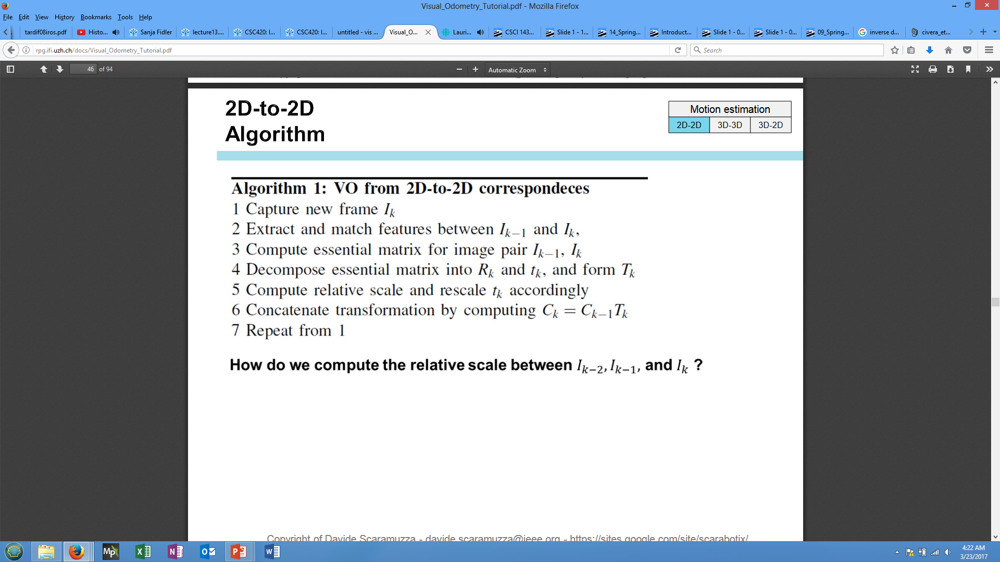 Visual_Odometry_Tutorial.pdf - Mozilla Firefox
File Edit View History Bookmarks Tools Help
tardif08iros.pdf Histo... Sanja Fidler lecture13.... CSC420: I... CSC420: I... untitled - vis ... Visual_O... Lauri... CSCI 143... Slide 1 - 1... 14_Spring... Introduct... Slide 1 - 0... Slide 1 - 0... 09_Spring... inverse d... civera_et...
rpg.ifi.uzh.ch/docs/Visual_Odometry_Tutorial.pdf Search
46 of 94 Automatic Zoom
2D-to-2D
Algorithm
Motion estimation
2D-2D 3D-3D 3D-2D
Algorithm 1: VO from 2D-to-2D correspondeces
1 Capture new frame I_k
2 Extract and match features between I_{k−1} and I_k,
3 Compute essential matrix for image pair I_{k−1}, I_k
4 Decompose essential matrix into R_k and t_k, and form T_k
5 Compute relative scale and rescale t_k accordingly
6 Concatenate transformation by computing C_k = C_{k−1}T_k
7 Repeat from 1
How do we compute the relative scale between I_{k−2}, I_{k−1}, and I_k ?
Copyright of Davide Scaramuzza - davide.scaramuzza@ieee.org - https://sites.google.com/site/scarabotix/
4:22 AM
3/23/2017